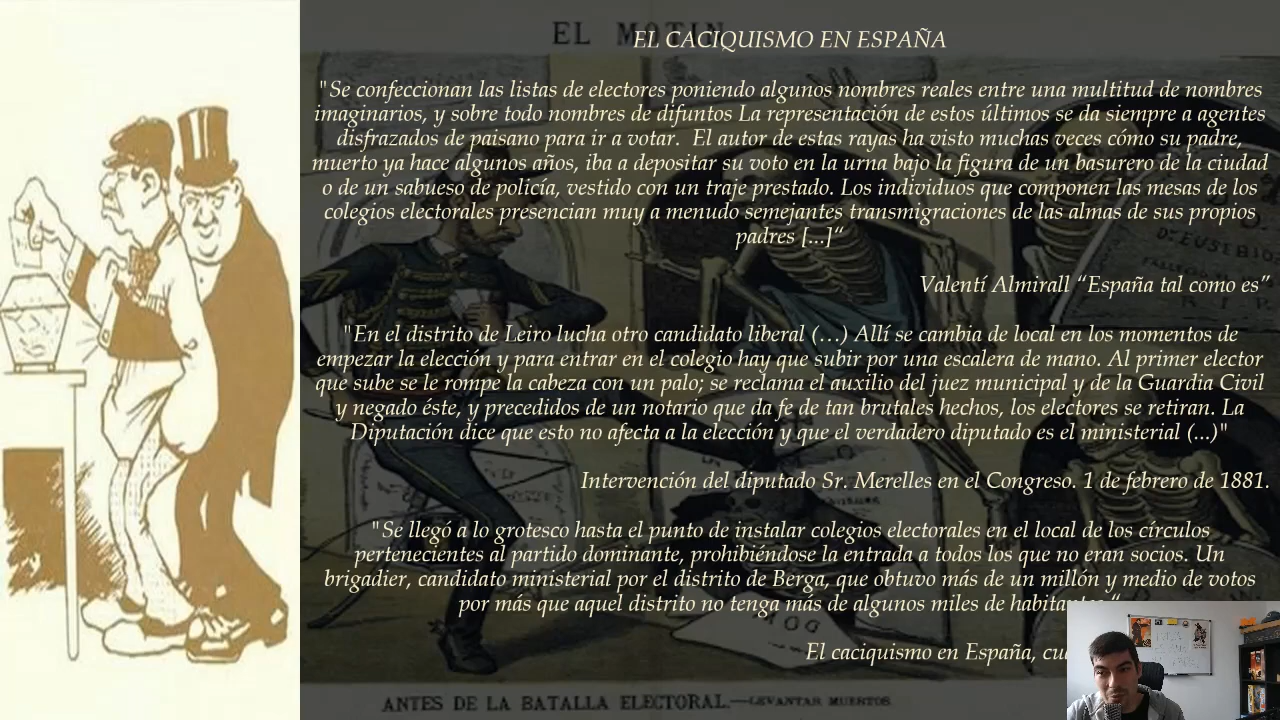 EL MOTIN
EL CACIQUISMO EN ESPAÑA
"Se confeccionan las listas de electores poniendo algunos nombres reales entre una multitud de nombres
imaginarios, y sobre todo nombres de difuntos La representación de estos últimos se da siempre a agentes
disfrazados de paisano para ir a votar. El autor de estas rayas ha visto muchas veces cómo su padre,
muerto ya hace algunos años, iba a depositar su voto en la urna bajo la figura de un basurero de la ciudad
o de un sabueso de policía, vestido con un traje prestado. Los individuos que componen las mesas de los
colegios electorales presencian muy a menudo semejantes transmigraciones de las almas de sus propios
padres [...]“
Valentí Almirall “España tal como es”
"En el distrito de Leiro lucha otro candidato liberal (…) Allí se cambia de local en los momentos de
empezar la elección y para entrar en el colegio hay que subir por una escalera de mano. Al primer elector
que sube se le rompe la cabeza con un palo; se reclama el auxilio del juez municipal y de la Guardia Civil
y negado éste, y precedidos de un notario que da fe de tan brutales hechos, los electores se retiran. La
Diputación dice que esto no afecta a la elección y que el verdadero diputado es el ministerial (...)"
Intervención del diputado Sr. Merelles en el Congreso. 1 de febrero de 1881.
"Se llegó a lo grotesco hasta el punto de instalar colegios electorales en el local de los círculos
pertenecientes al partido dominante, prohibiéndose la entrada a todos los que no eran socios. Un
brigadier, candidato ministerial por el distrito de Berga, que obtuvo más de un millón y medio de votos
por más que aquel distrito no tenga más de algunos miles de habitantes.“
El caciquismo en España,
ANTES DE LA BATALLA ELECTORAL.—LEVANTAR MUERTOS.